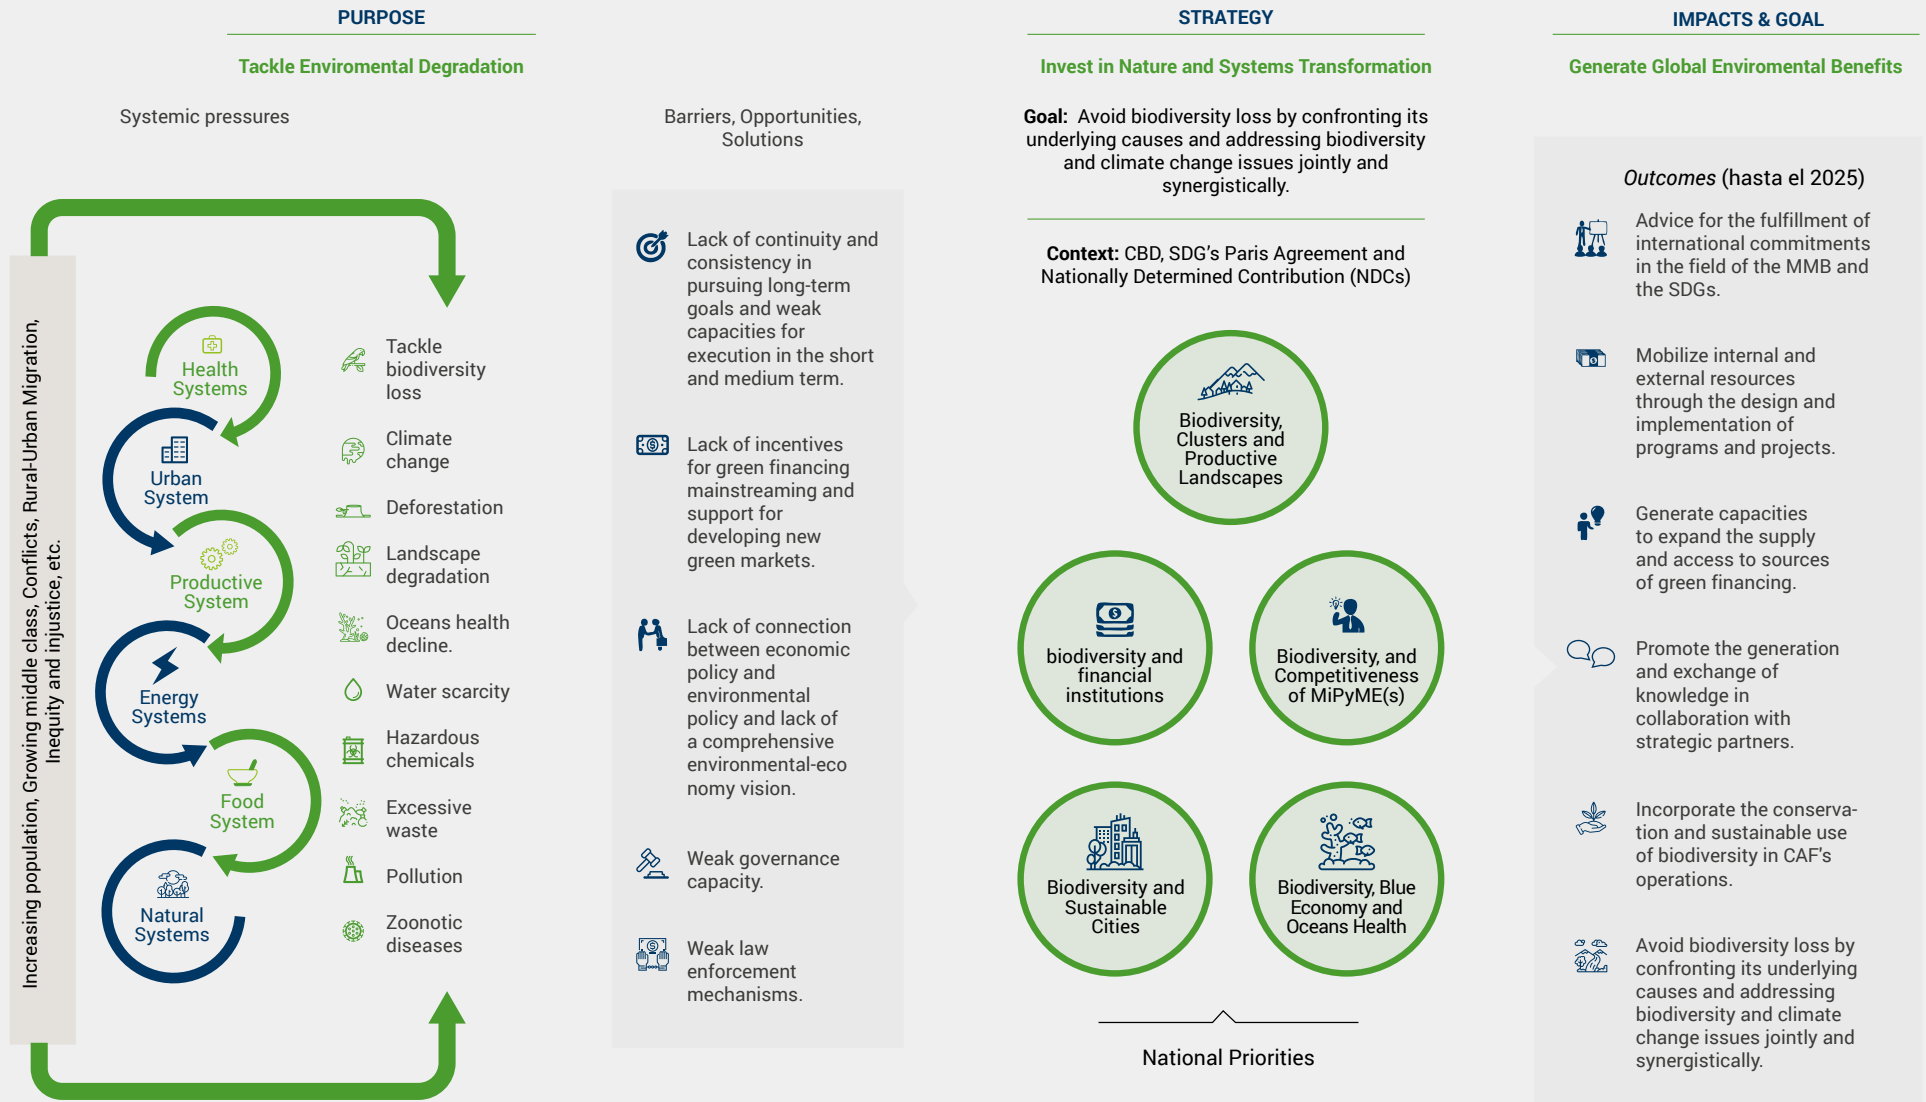 PURPOSE
Tackle Enviromental Degradation
Systemic pressures
Increasing population, Growing middle class, Conflicts, Rural-Urban Migration,
Inequity and injustice, etc.
Health
Systems
Urban
System
Productive
System
Energy
Systems
Food
System
Natural
Systems
Tackle
biodiversity
loss
Climate
change
Deforestation
Landscape
degradation
Oceans health
decline.
Water scarcity
Hazardous
chemicals
Excessive
waste
Pollution
Zoonotic
diseases
Barriers, Opportunities,
Solutions
Lack of continuity and
consistency in
pursuing long-term
goals and weak
capacities for
execution in the short
and medium term.
Lack of incentives
for green financing
mainstreaming and
support for
developing new
green markets.
Lack of connection
between economic
policy and
environmental
policy and lack of
a comprehensive
environmental-eco
nomy vision.
Weak governance
capacity.
Weak law
enforcement
mechanisms.
STRATEGY
Invest in Nature and Systems Transformation
Goal: Avoid biodiversity loss by confronting its
underlying causes and addressing biodiversity
and climate change issues jointly and
synergistically.
Context: CBD, SDG’s Paris Agreement and
Nationally Determined Contribution (NDCs)
Biodiversity,
Clusters and
Productive
Landscapes
biodiversity and
financial
institutions
Biodiversity, and
Competitiveness
of MiPyME(s)
Biodiversity and
Sustainable
Cities
Biodiversity, Blue
Economy and
Oceans Health
National Priorities
IMPACTS & GOAL
Generate Global Enviromental Benefits
Outcomes (hasta el 2025)
Advice for the fulfillment of
international commitments
in the field of the MMB and
the SDGs.
Mobilize internal and
external resources
through the design and
implementation of
programs and projects.
Generate capacities
to expand the supply
and access to sources
of green financing.
Promote the generation
and exchange of
knowledge in
collaboration with
strategic partners.
Incorporate the conserva-
tion and sustainable use
of biodiversity in CAF's
operations.
Avoid biodiversity loss by
confronting its underlying
causes and addressing
biodiversity and climate
change issues jointly and
synergistically.